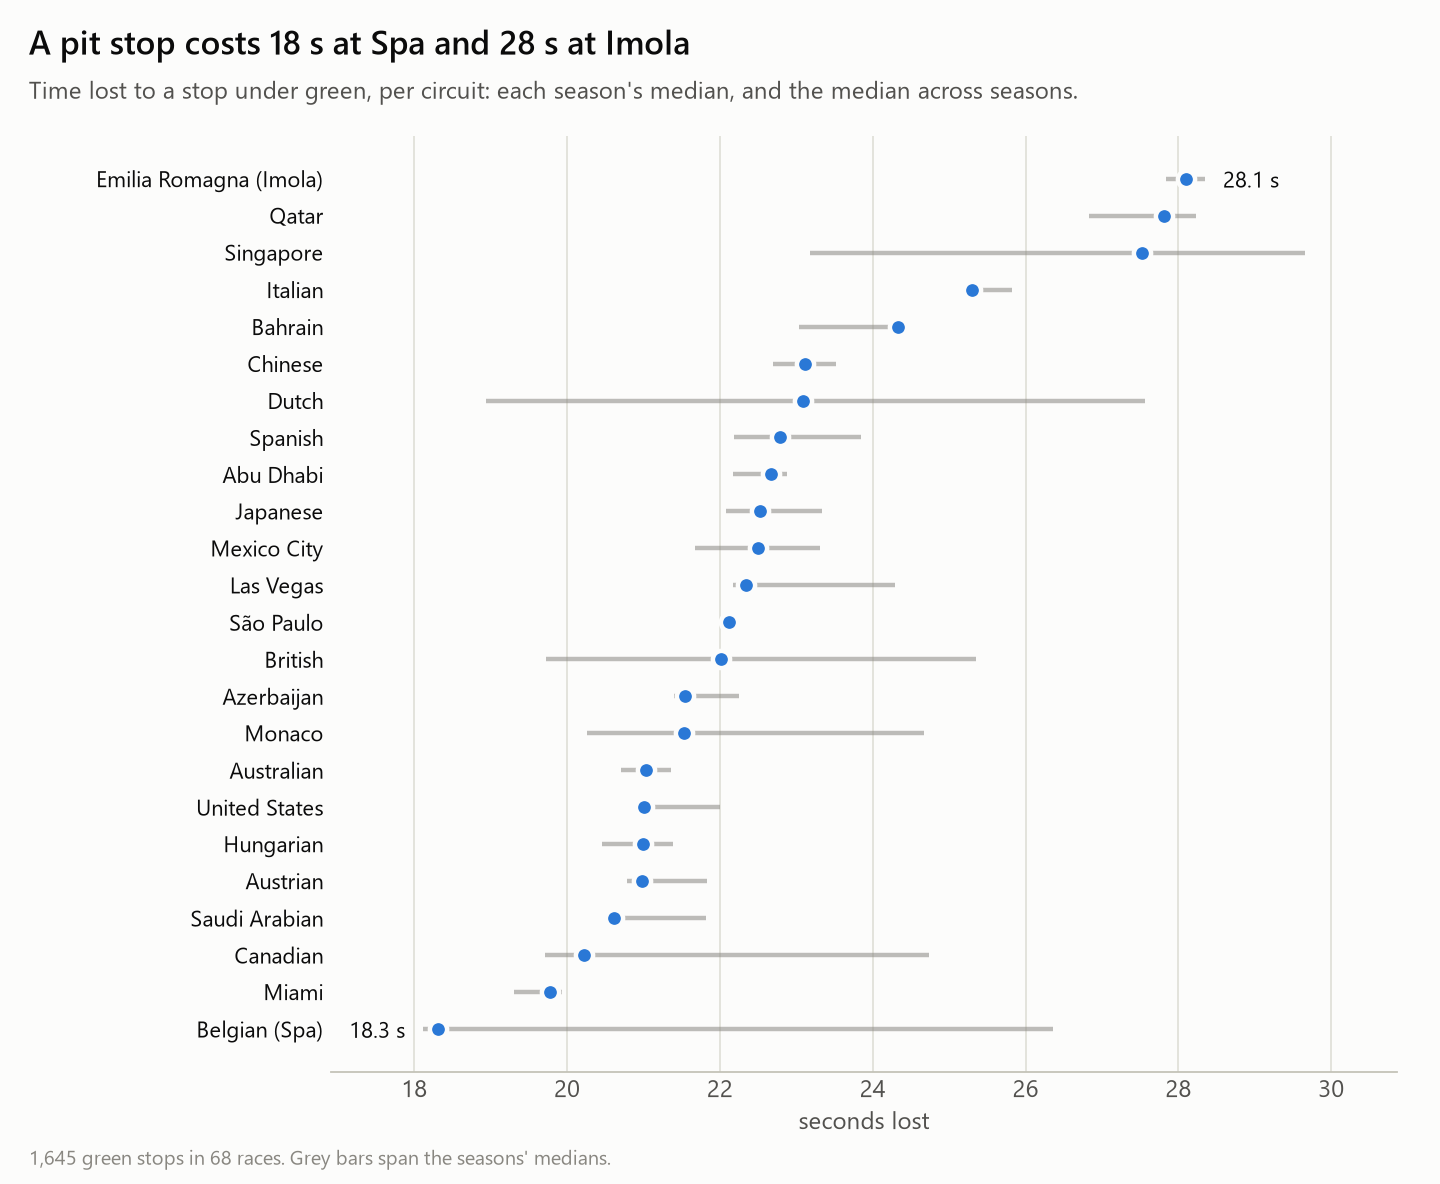 A pit stop costs 18 s at Spa and 28 s at Imola
Time lost to a stop under green, per circuit: each season's median, and the median across seasons.
Emilia Romagna (Imola) 28.1 s
Qatar
Singapore
Italian
Bahrain
Chinese
Dutch
Spanish
Abu Dhabi
Japanese
Mexico City
Las Vegas
São Paulo
British
Azerbaijan
Monaco
Australian
United States
Hungarian
Austrian
Saudi Arabian
Canadian
Miami
Belgian (Spa) 18.3 s
18 20 22 24 26 28 30
seconds lost
1,645 green stops in 68 races. Grey bars span the seasons' medians.